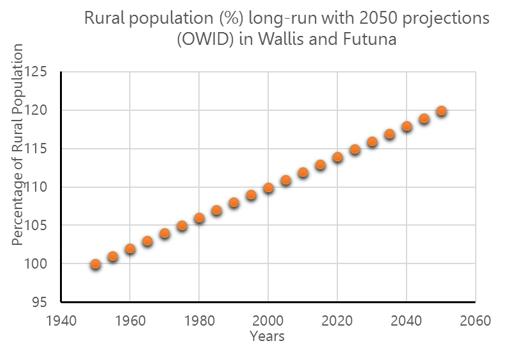 Rural population (%) long-run with 2050 projections
(OWID) in Wallis and Futuna
Percentage of Rural Population
125
120
115
110
105
100
95
1940 1960 1980 2000 2020 2040 2060
Years